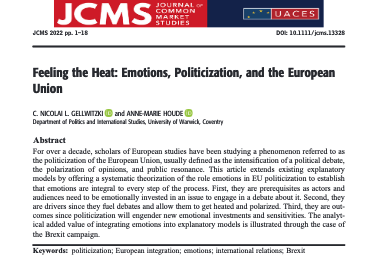 JCMS JOURNAL OF
COMMON
MARKET
STUDIES
UACES
JCMS 2022 pp. 1–18 DOI: 10.1111/jcms.13328
Feeling the Heat: Emotions, Politicization, and the European
Union
C. NICOLAI L. GELLWITZKI iD and ANNE-MARIE HOUDE iD
Department of Politics and International Studies, University of Warwick, Coventry
Abstract
For over a decade, scholars of European studies have been studying a phenomenon referred to as
the politicization of the European Union, usually defined as the intensification of a political debate,
the polarization of opinions, and public resonance. This article extends existing explanatory
models by offering a systematic theorization of the role emotions in EU politicization to establish
that emotions are integral to every step of the process. First, they are prerequisites as actors and
audiences need to be emotionally invested in an issue to engage in a debate about it. Second, they
are drivers since they fuel debates and allow them to get heated and polarized. Third, they are out-
comes since politicization will engender new emotional investments and sensitivities. The analyt-
ical added value of integrating emotions into explanatory models is illustrated through the case of
the Brexit campaign.
Keywords: politicization; European integration; emotions; international relations; Brexit